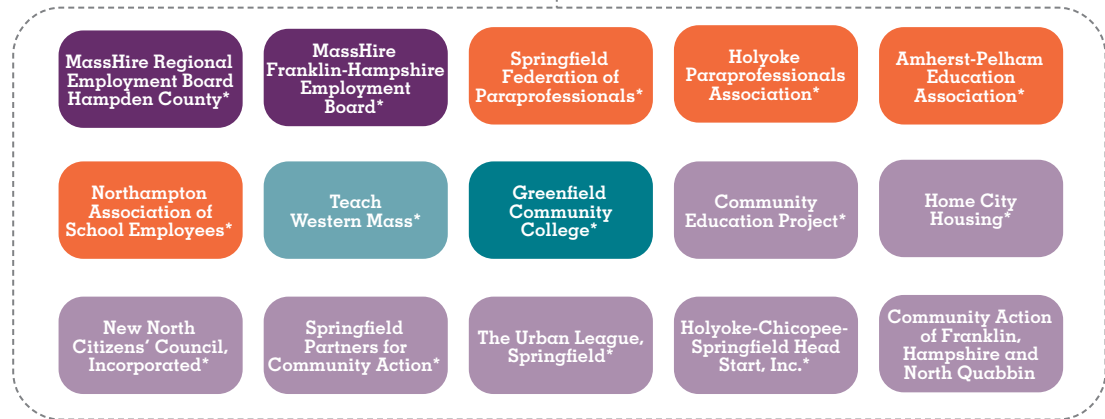 MassHire Regional
Employment Board
Hampden County*
MassHire
Franklin-Hampshire
Employment
Board*
Springfield
Federation of
Paraprofessionals*
Holyoke
Paraprofessionals
Association*
Amherst-Pelham
Education
Association*
Northampton
Association of
School Employees*
Teach
Western Mass*
Greenfield
Community
College*
Community
Education Project*
Home City
Housing*
New North
Citizens’ Council,
Incorporated*
Springfield
Partners for
Community Action*
The Urban League,
Springfield*
Holyoke-Chicopee-
Springfield Head
Start, Inc.*
Community Action
of Franklin,
Hampshire and
North Quabbin